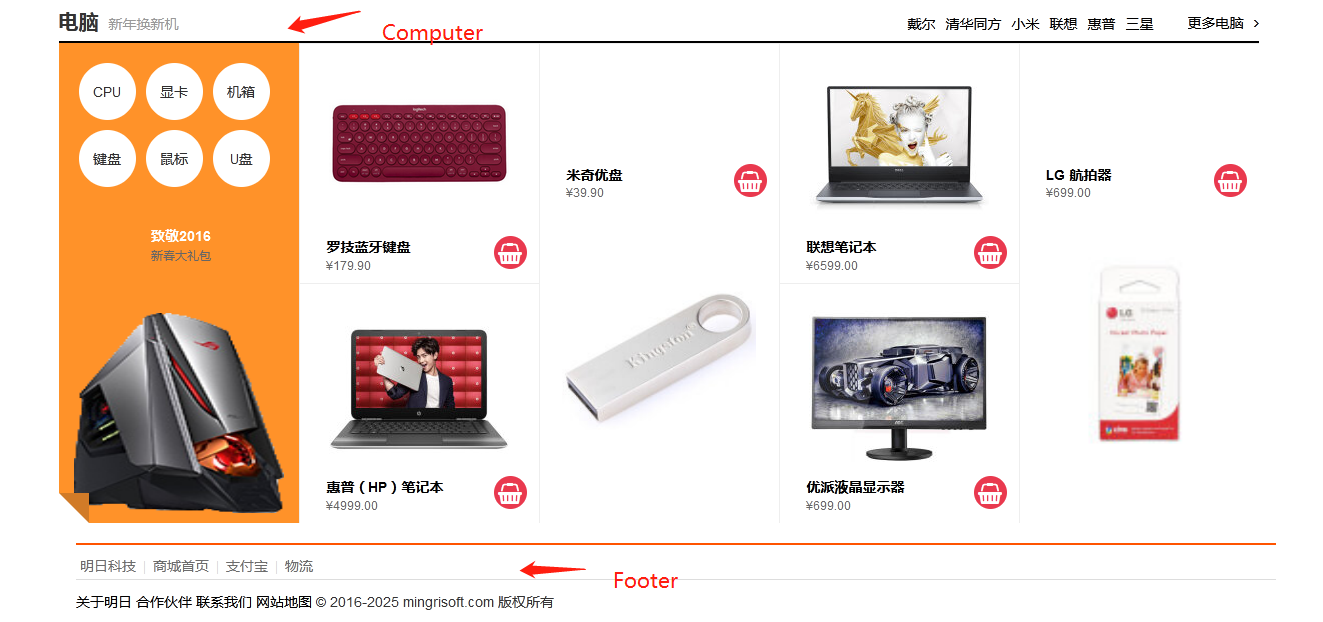 电脑 新年换新机
Computer
戴尔 清华同方 小米 联想 惠普 三星 更多电脑 >
CPU 显卡 机箱
键盘 鼠标 U盘
致敬2016
新春大礼包
罗技蓝牙键盘
¥179.90
米奇优盘
¥39.90
Kingston
联想笔记本
¥6599.00
LG 航拍器
¥699.00
LG
惠普（HP）笔记本
¥4999.00
优派液晶显示器
¥699.00
明日科技 | 商城首页 | 支付宝 | 物流
Footer
关于明日 合作伙伴 联系我们 网站地图 © 2016-2025 mingrisoft.com 版权所有